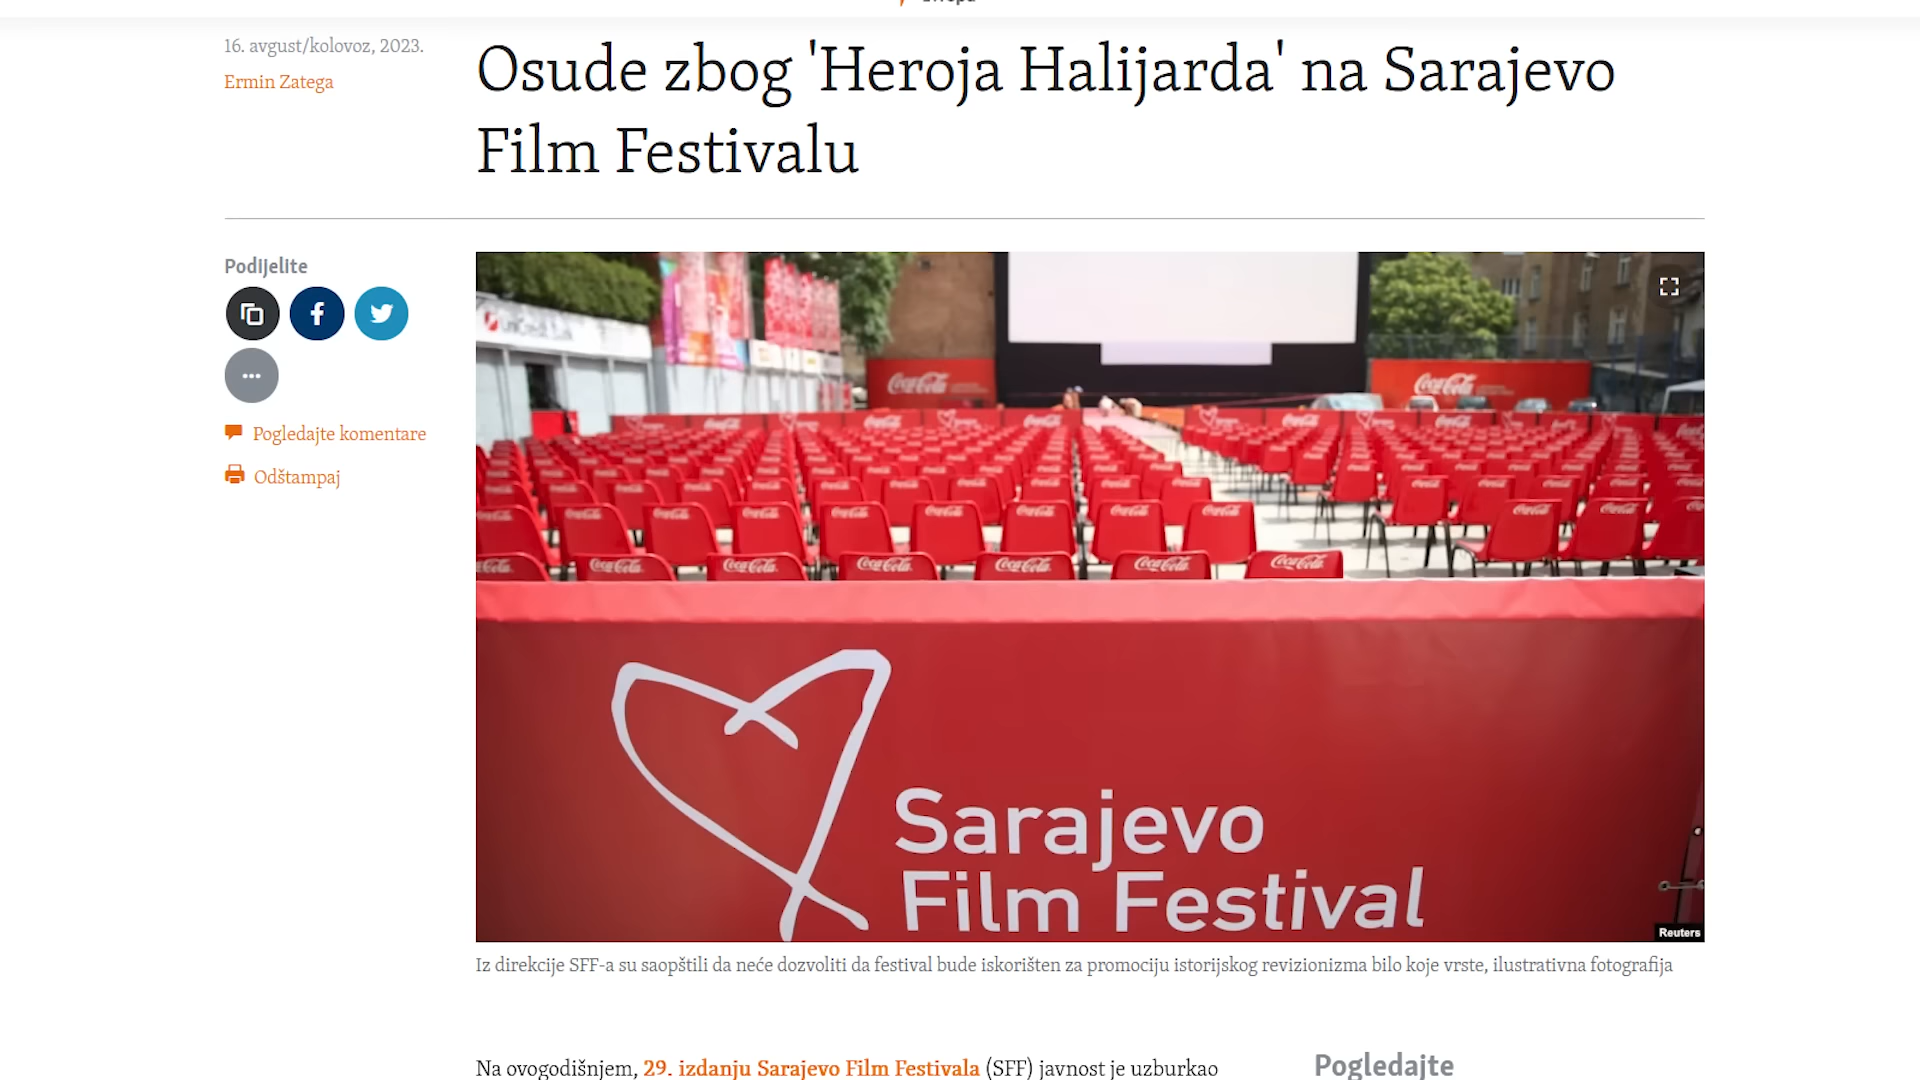 16. avgust/kolovoz, 2023.
Ermin Zatega
Osude zbog 'Heroja Halijarda' na Sarajevo
Film Festivalu
Podijelite
Pogledajte komentare
Odštampaj
UniCredit Bank
Coca-Cola
Coca-Cola
Sarajevo
Film Festival
Reuters
Iz direkcije SFF-a su saopštili da neće dozvoliti da festival bude iskorišten za promociju istorijskog revizionizma bilo koje vrste, ilustrativna fotografija
Na ovogodišnjem, 29. izdanju Sarajevo Film Festivala (SFF) javnost je uzburkao
Pogledajte